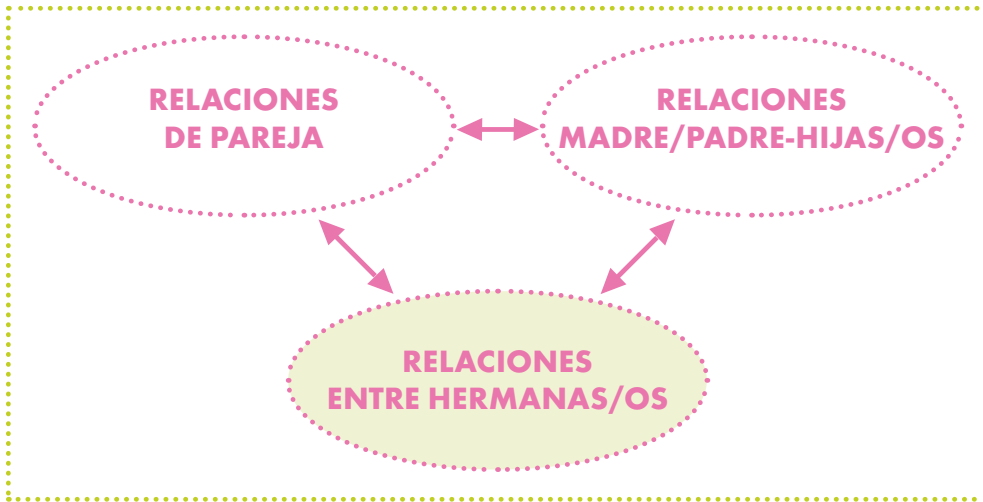 RELACIONES
DE PAREJA
RELACIONES
MADRE/PADRE-HIJAS/OS
RELACIONES
ENTRE HERMANAS/OS